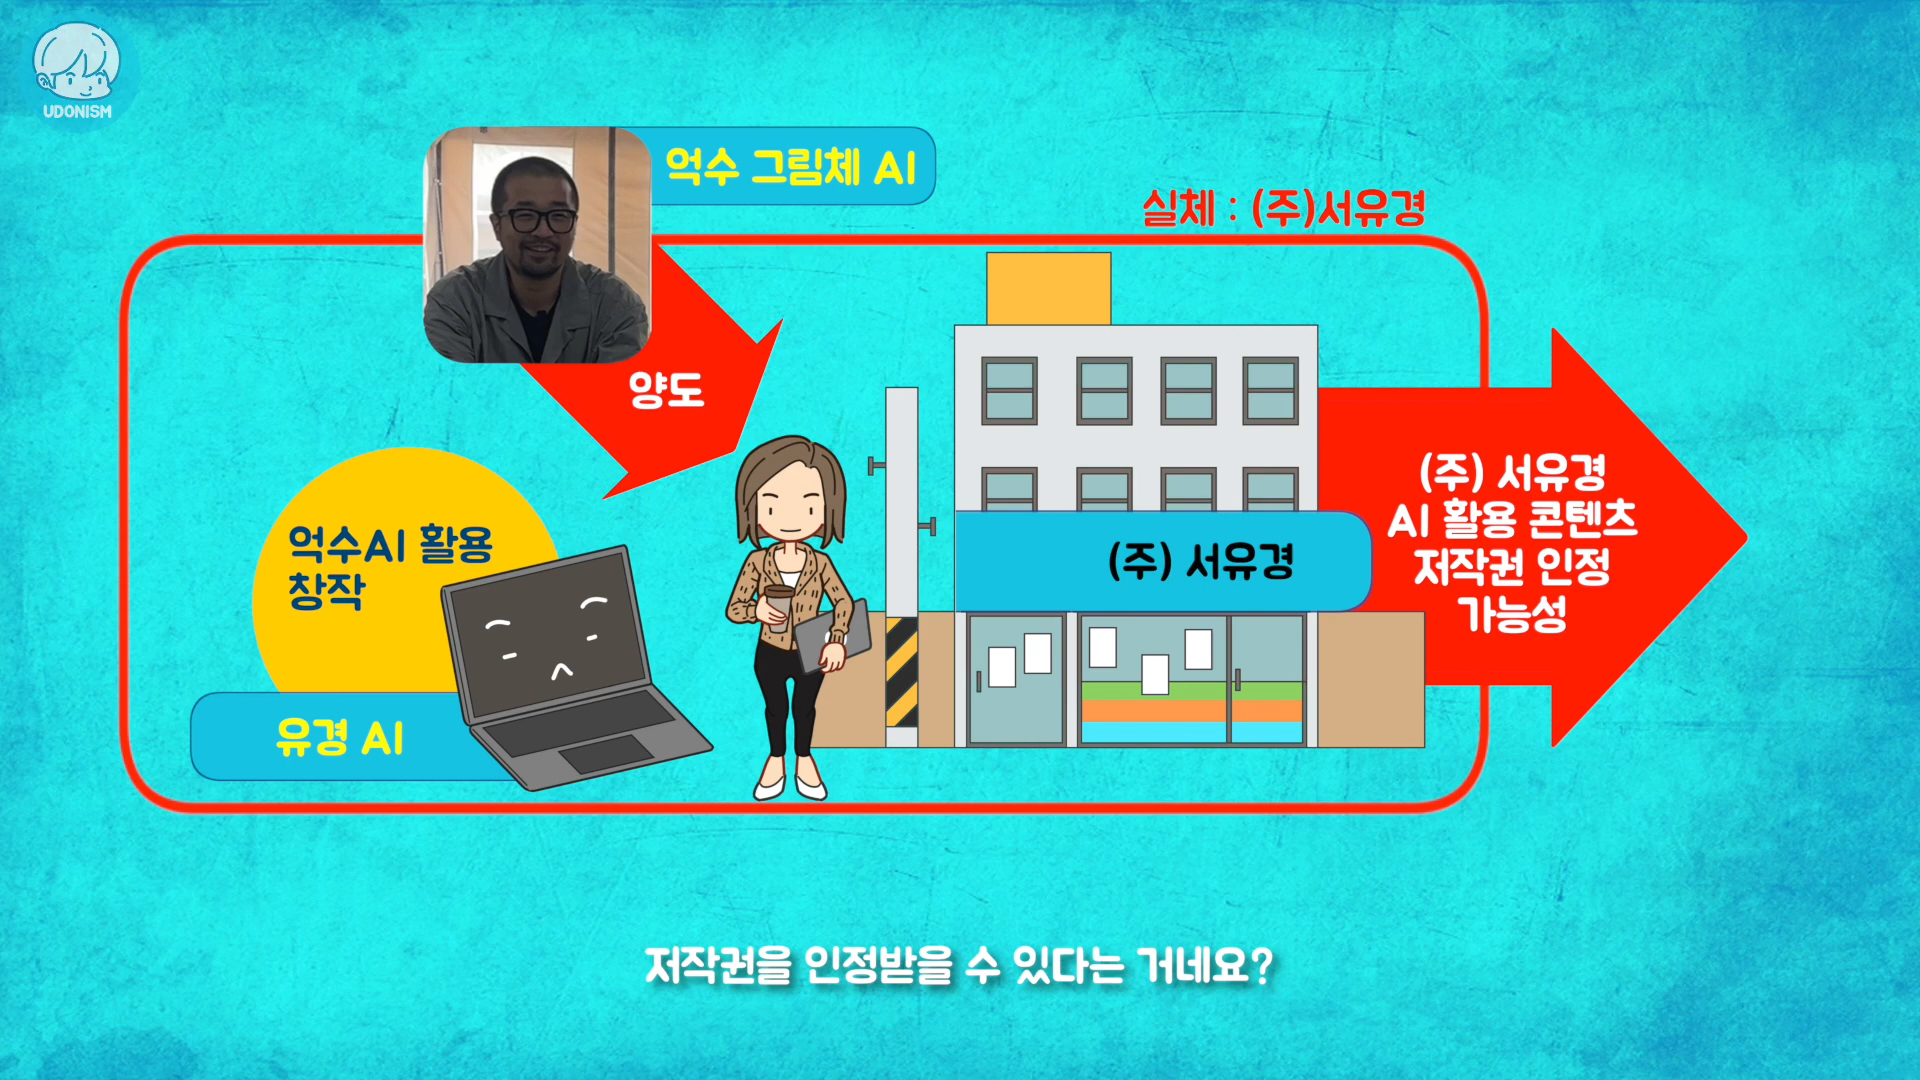 UDONISM
억수 그림체 AI
실체 : (주)서유경
양도
억수AI 활용
창작
유경 AI
(주) 서유경
(주) 서유경
AI 활용 콘텐츠
저작권 인정
가능성
저작권을 인정받을 수 있다는 거네요?